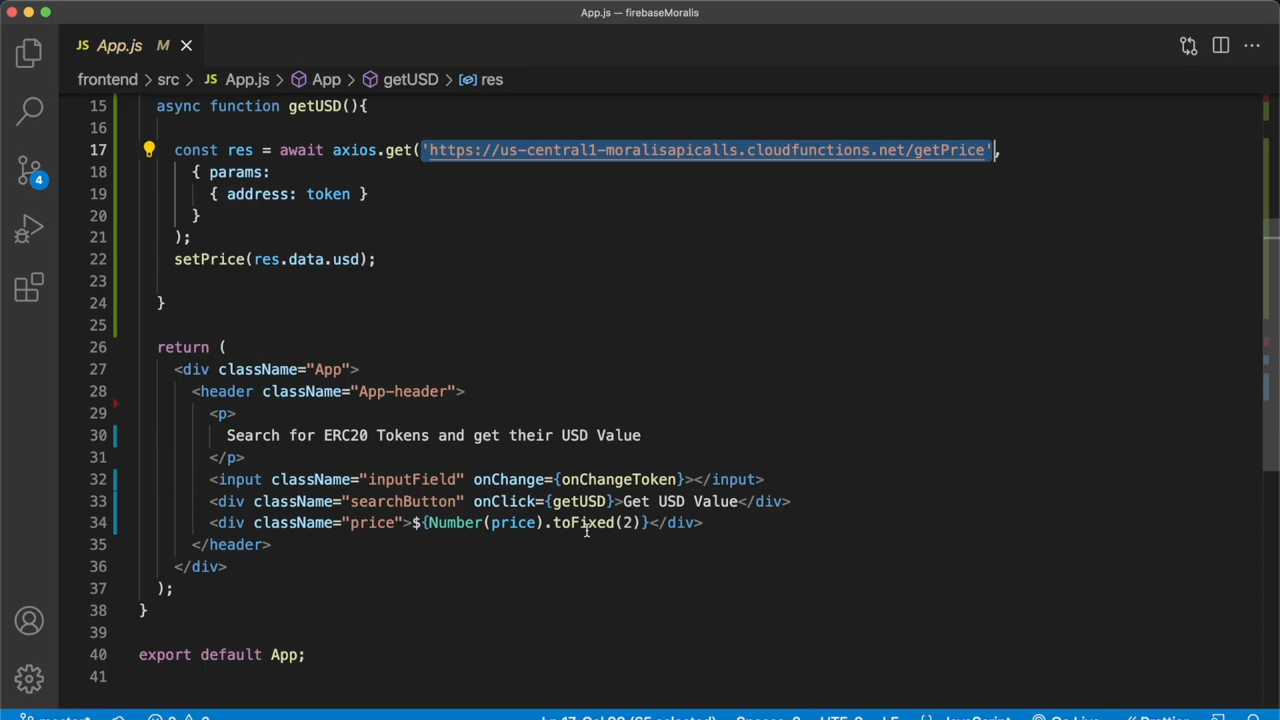 App.js — firebaseMoralis
JS App.js M
frontend > src > JS App.js > App > getUSD > res
15 async function getUSD(){
16
17 const res = await axios.get('https://us-central1-moralisapicalls.cloudfunctions.net/getPrice',
18 { params:
19 { address: token }
20 }
21 );
22 setPrice(res.data.usd);
23
24 }
25
26 return (
27 <div className="App">
28 <header className="App-header">
29 <p>
30 Search for ERC20 Tokens and get their USD Value
31 </p>
32 <input className="inputField" onChange={onChangeToken}></input>
33 <div className="searchButton" onClick={getUSD}>Get USD Value</div>
34 <div className="price">${Number(price).toFixed(2)}</div>
35 </header>
36 </div>
37 );
38 }
39
40 export default App;
41
4